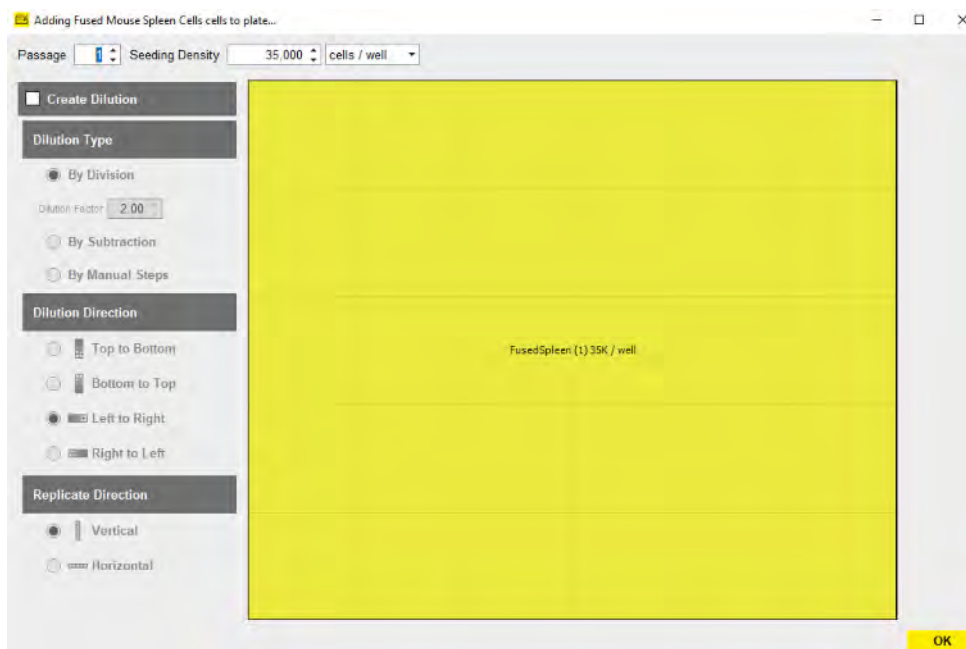 Adding Fused Mouse Spleen Cells cells to plate...
Passage 1 Seeding Density 35,000 cells / well
Create Dilution
Dilution Type
By Division
Dilution Factor 2.00
By Subtraction
By Manual Steps
Dilution Direction
Top to Bottom
Bottom to Top
Left to Right
Right to Left
Replicate Direction
Vertical
Horizontal
FusedSpleen (1) 35K / well
OK